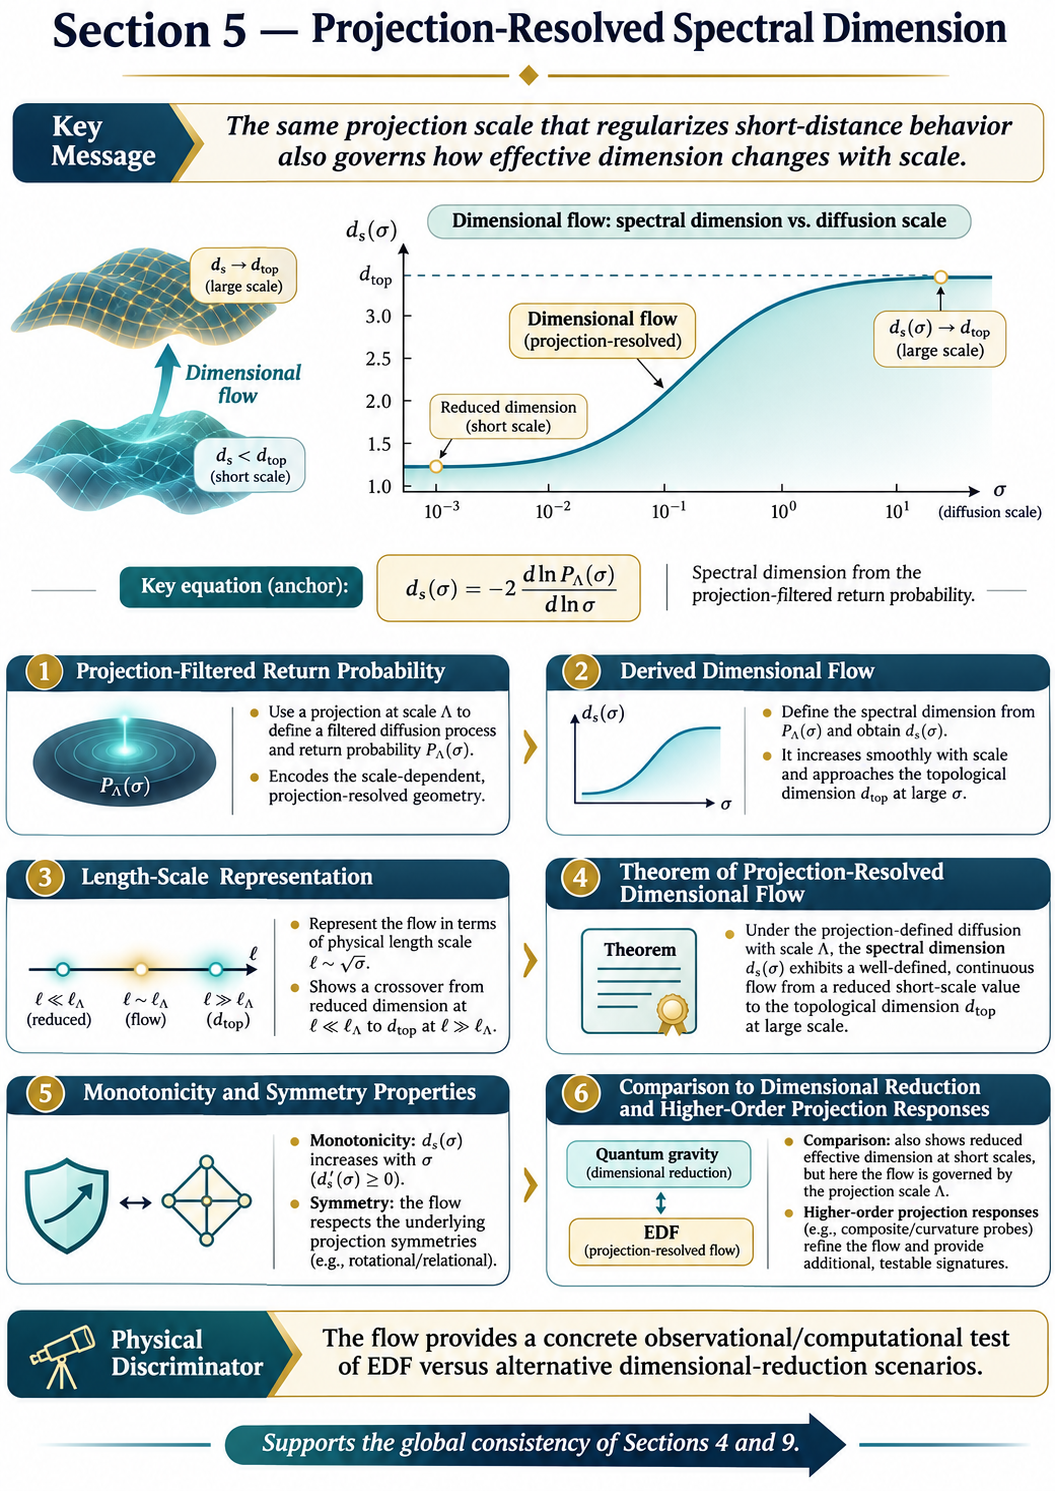 Section 5 — Projection-Resolved Spectral Dimension
Key
Message
The same projection scale that regularizes short-distance behavior
also governs how effective dimension changes with scale.
d_s → d_top
(large scale)
Dimensional
flow
d_s < d_top
(short scale)
Dimensional flow: spectral dimension vs. diffusion scale
d_s(σ)
d_top
3.0
2.5
2.0
1.5
1.0
Dimensional flow
(projection-resolved)
d_s(σ) → d_top
(large scale)
Reduced dimension
(short scale)
10⁻³
10⁻²
10⁻¹
10⁰
10¹
σ
(diffusion scale)
Key equation (anchor):
d_s(σ) = −2 d ln P_Λ(σ) / d ln σ
Spectral dimension from the
projection-filtered return probability.
1 Projection-Filtered Return Probability
P_Λ(σ)
Use a projection at scale Λ to
define a filtered diffusion process
and return probability P_Λ(σ).
Encodes the scale-dependent,
projection-resolved geometry.
2 Derived Dimensional Flow
d_s(σ)
σ
Define the spectral dimension from
P_Λ(σ) and obtain d_s(σ).
It increases smoothly with scale
and approaches the topological
dimension d_top at large σ.
3 Length-Scale Representation
ℓ
ℓ ≪ ℓ_Λ
(reduced)
ℓ ~ ℓ_Λ
(flow)
ℓ ≫ ℓ_Λ
(d_top)
Represent the flow in terms
of physical length scale
ℓ ~ √σ.
Shows a crossover from
reduced dimension at
ℓ ≪ ℓ_Λ to d_top at ℓ ≫ ℓ_Λ.
4 Theorem of Projection-Resolved
Dimensional Flow
Theorem
Under the projection-defined diffusion
with scale Λ, the spectral dimension
d_s(σ) exhibits a well-defined, continuous
flow from a reduced short-scale value
to the topological dimension d_top
at large scale.
5 Monotonicity and Symmetry Properties
Monotonicity: d_s(σ)
increases with σ
(d_s′(σ) ≥ 0).
Symmetry: the flow
respects the underlying
projection symmetries
(e.g., rotational/relational).
6 Comparison to Dimensional Reduction
and Higher-Order Projection Responses
Quantum gravity
(dimensional reduction)
EDF
(projection-resolved flow)
Comparison: also shows reduced
effective dimension at short scales,
but here the flow is governed by
the projection scale Λ.
Higher-order projection responses
(e.g., composite/curvature probes)
refine the flow and provide
additional, testable signatures.
Physical
Discriminator
The flow provides a concrete observational/computational test
of EDF versus alternative dimensional-reduction scenarios.
Supports the global consistency of Sections 4 and 9.